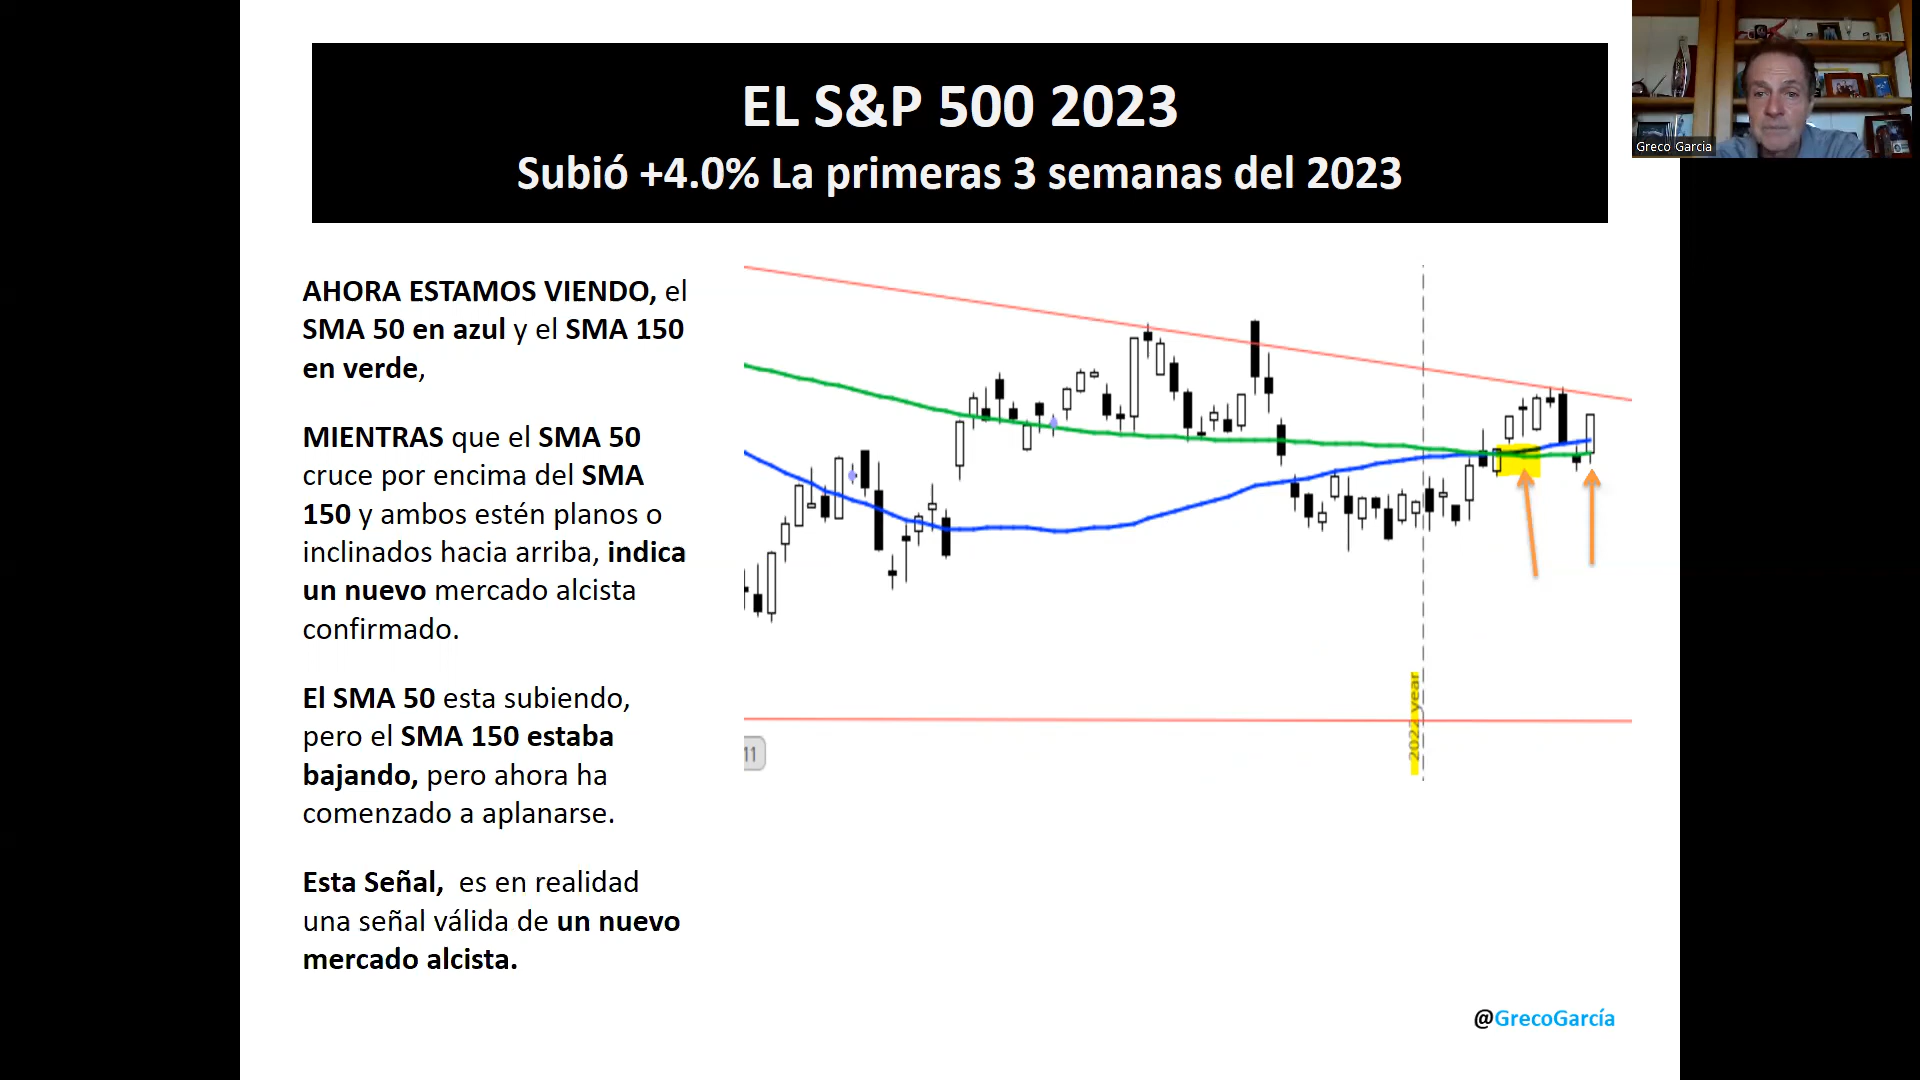 EL S&P 500 2023
Subió +4.0% La primeras 3 semanas del 2023
Greco Garcia
AHORA ESTAMOS VIENDO, el
SMA 50 en azul y el SMA 150
en verde,
MIENTRAS que el SMA 50
cruce por encima del SMA
150 y ambos estén planos o
inclinados hacia arriba, indica
un nuevo mercado alcista
confirmado.
El SMA 50 esta subiendo,
pero el SMA 150 estaba
bajando, pero ahora ha
comenzado a aplanarse.
Esta Señal, es en realidad
una señal válida de un nuevo
mercado alcista.
2022 year
11
@GrecoGarcía